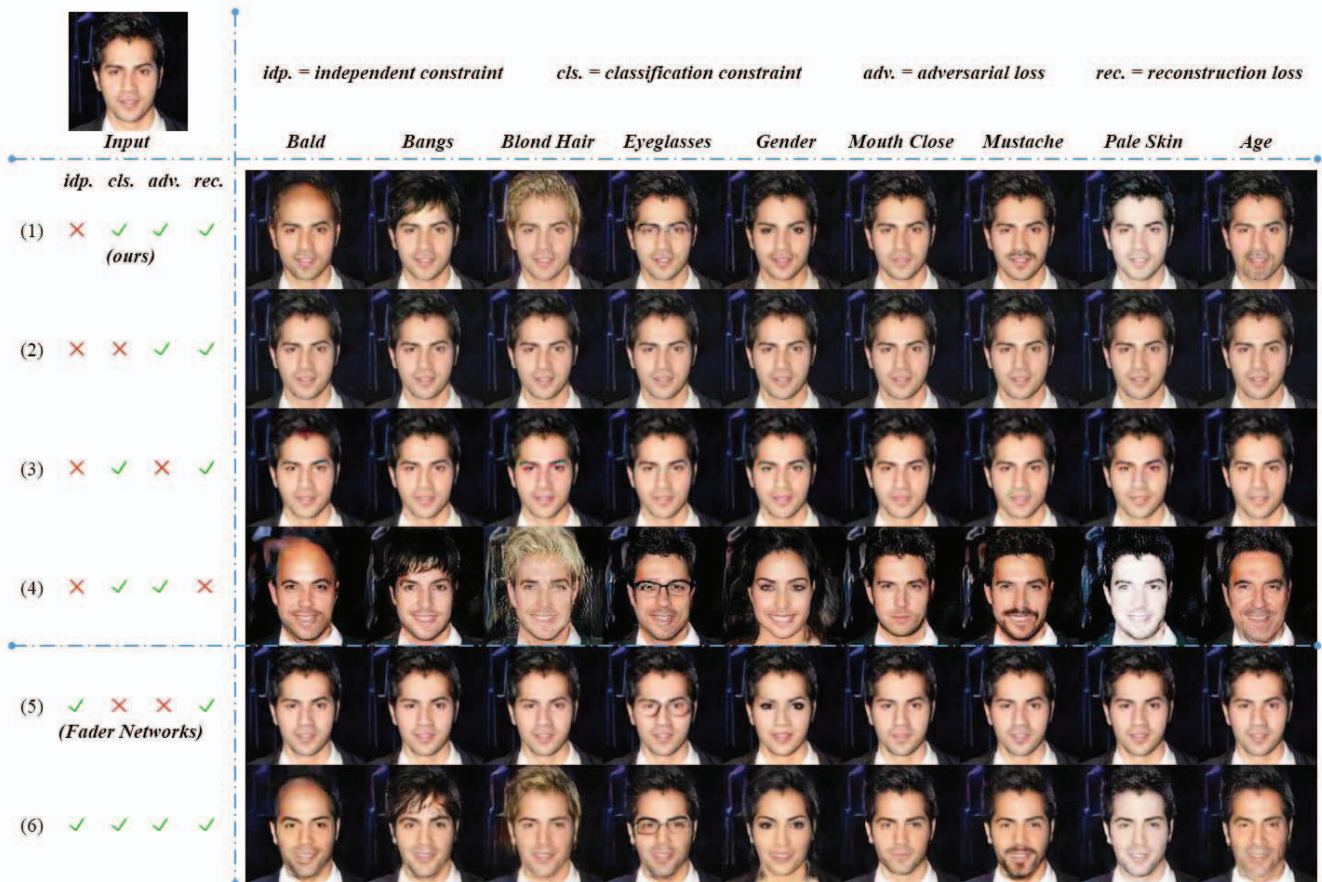 idp. = independent constraint cls. = classification constraint adv. = adversarial loss rec. = reconstruction loss
Input Bald Bangs Blond Hair Eyeglasses Gender Mouth Close Mustache Pale Skin Age
idp. cls. adv. rec.
(1) ✕ ✓ ✓ ✓
(ours)
(2) ✕ ✕ ✓ ✓
(3) ✕ ✓ ✕ ✓
(4) ✕ ✓ ✓ ✕
(5) ✓ ✕ ✕ ✓
(Fader Networks)
(6) ✓ ✓ ✓ ✓